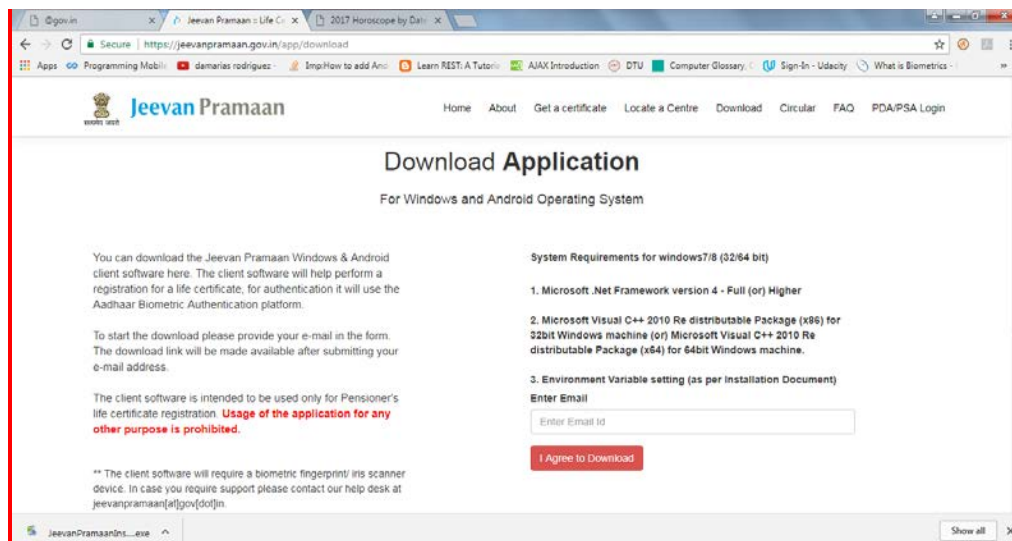 @gov.in
Jeevan Pramaan :: Life C
2017 Horoscope by Dat
Secure | https://jeevanpramaan.gov.in/app/download
Apps
Programming Mobile
damarias rodriguez -
Imp:How to add And
Learn REST: A Tutoria
AJAX Introduction
DTU
Computer Glossary, C
Sign-In - Udacity
What is Biometrics -
सत्यमेव जयते
Jeevan Pramaan
Home About Get a certificate Locate a Centre Download Circular FAQ PDA/PSA Login
Download Application
For Windows and Android Operating System
You can download the Jeevan Pramaan Windows & Android
client software here. The client software will help perform a
registration for a life certificate, for authentication it will use the
Aadhaar Biometric Authentication platform.
To start the download please provide your e-mail in the form.
The download link will be made available after submitting your
e-mail address.
The client software is intended to be used only for Pensioner's
life certificate registration. Usage of the application for any
other purpose is prohibited.
** The client software will require a biometric fingerprint/ iris scanner
device. In case you require support please contact our help desk at
jeevanpramaan[at]gov[dot]in.
System Requirements for windows7/8 (32/64 bit)
1. Microsoft .Net Framework version 4 - Full (or) Higher
2. Microsoft Visual C++ 2010 Re distributable Package (x86) for
32bit Windows machine (or) Microsoft Visual C++ 2010 Re
distributable Package (x64) for 64bit Windows machine.
3. Environment Variable setting (as per Installation Document)
Enter Email
Enter Email Id
I Agree to Download
JeevanPramaanIns....exe
Show all